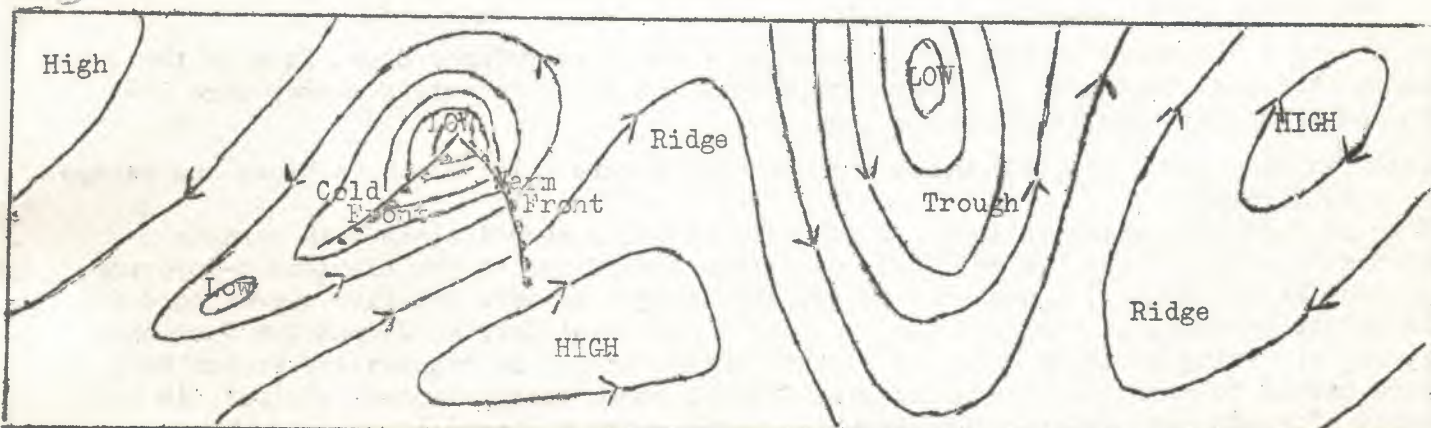 High
LOW
LOW
HIGH
Ridge
Cold
Front
Warm
Front
Trough
Low
HIGH
Ridge